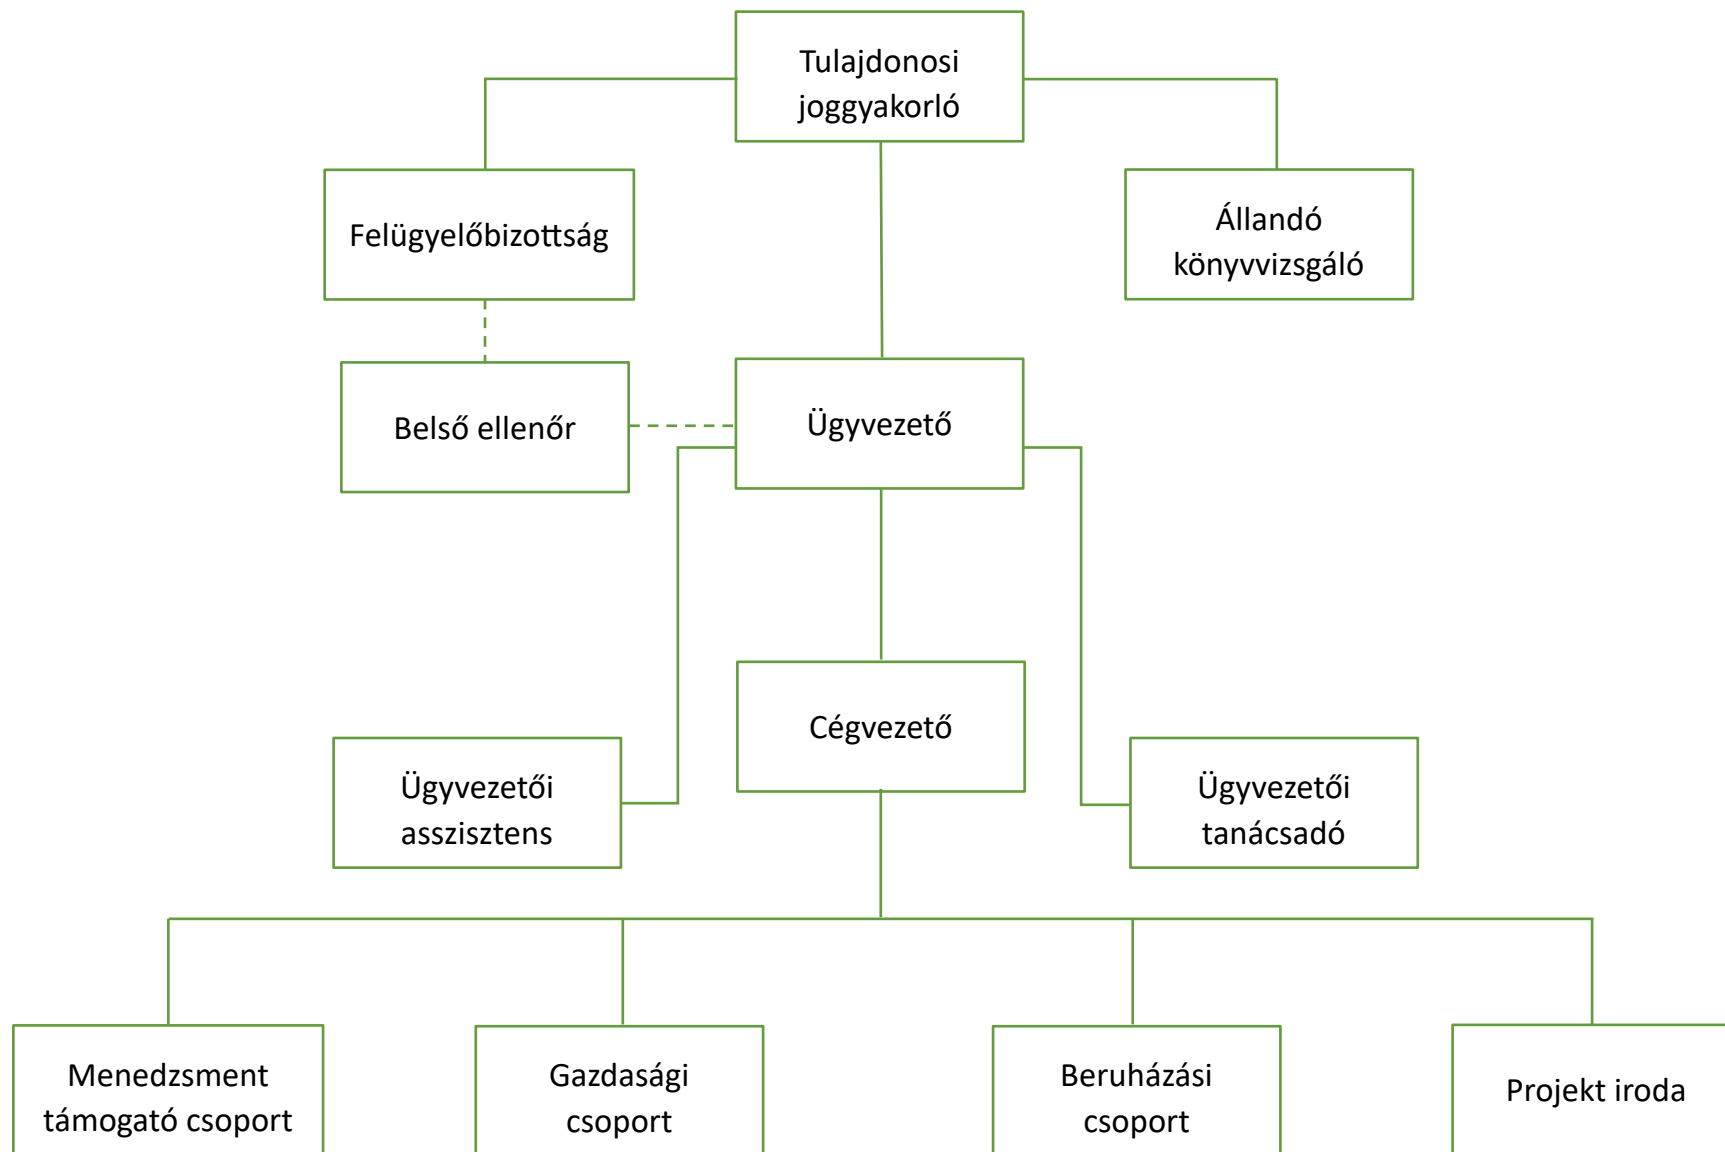 Tulajdonosi
joggyakorló
Felügyelőbizottság
Állandó
könyvvizsgáló
Belső ellenőr
Ügyvezető
Cégvezető
Ügyvezetői
asszisztens
Ügyvezetői
tanácsadó
Menedzsment
támogató csoport
Gazdasági
csoport
Beruházási
csoport
Projekt iroda